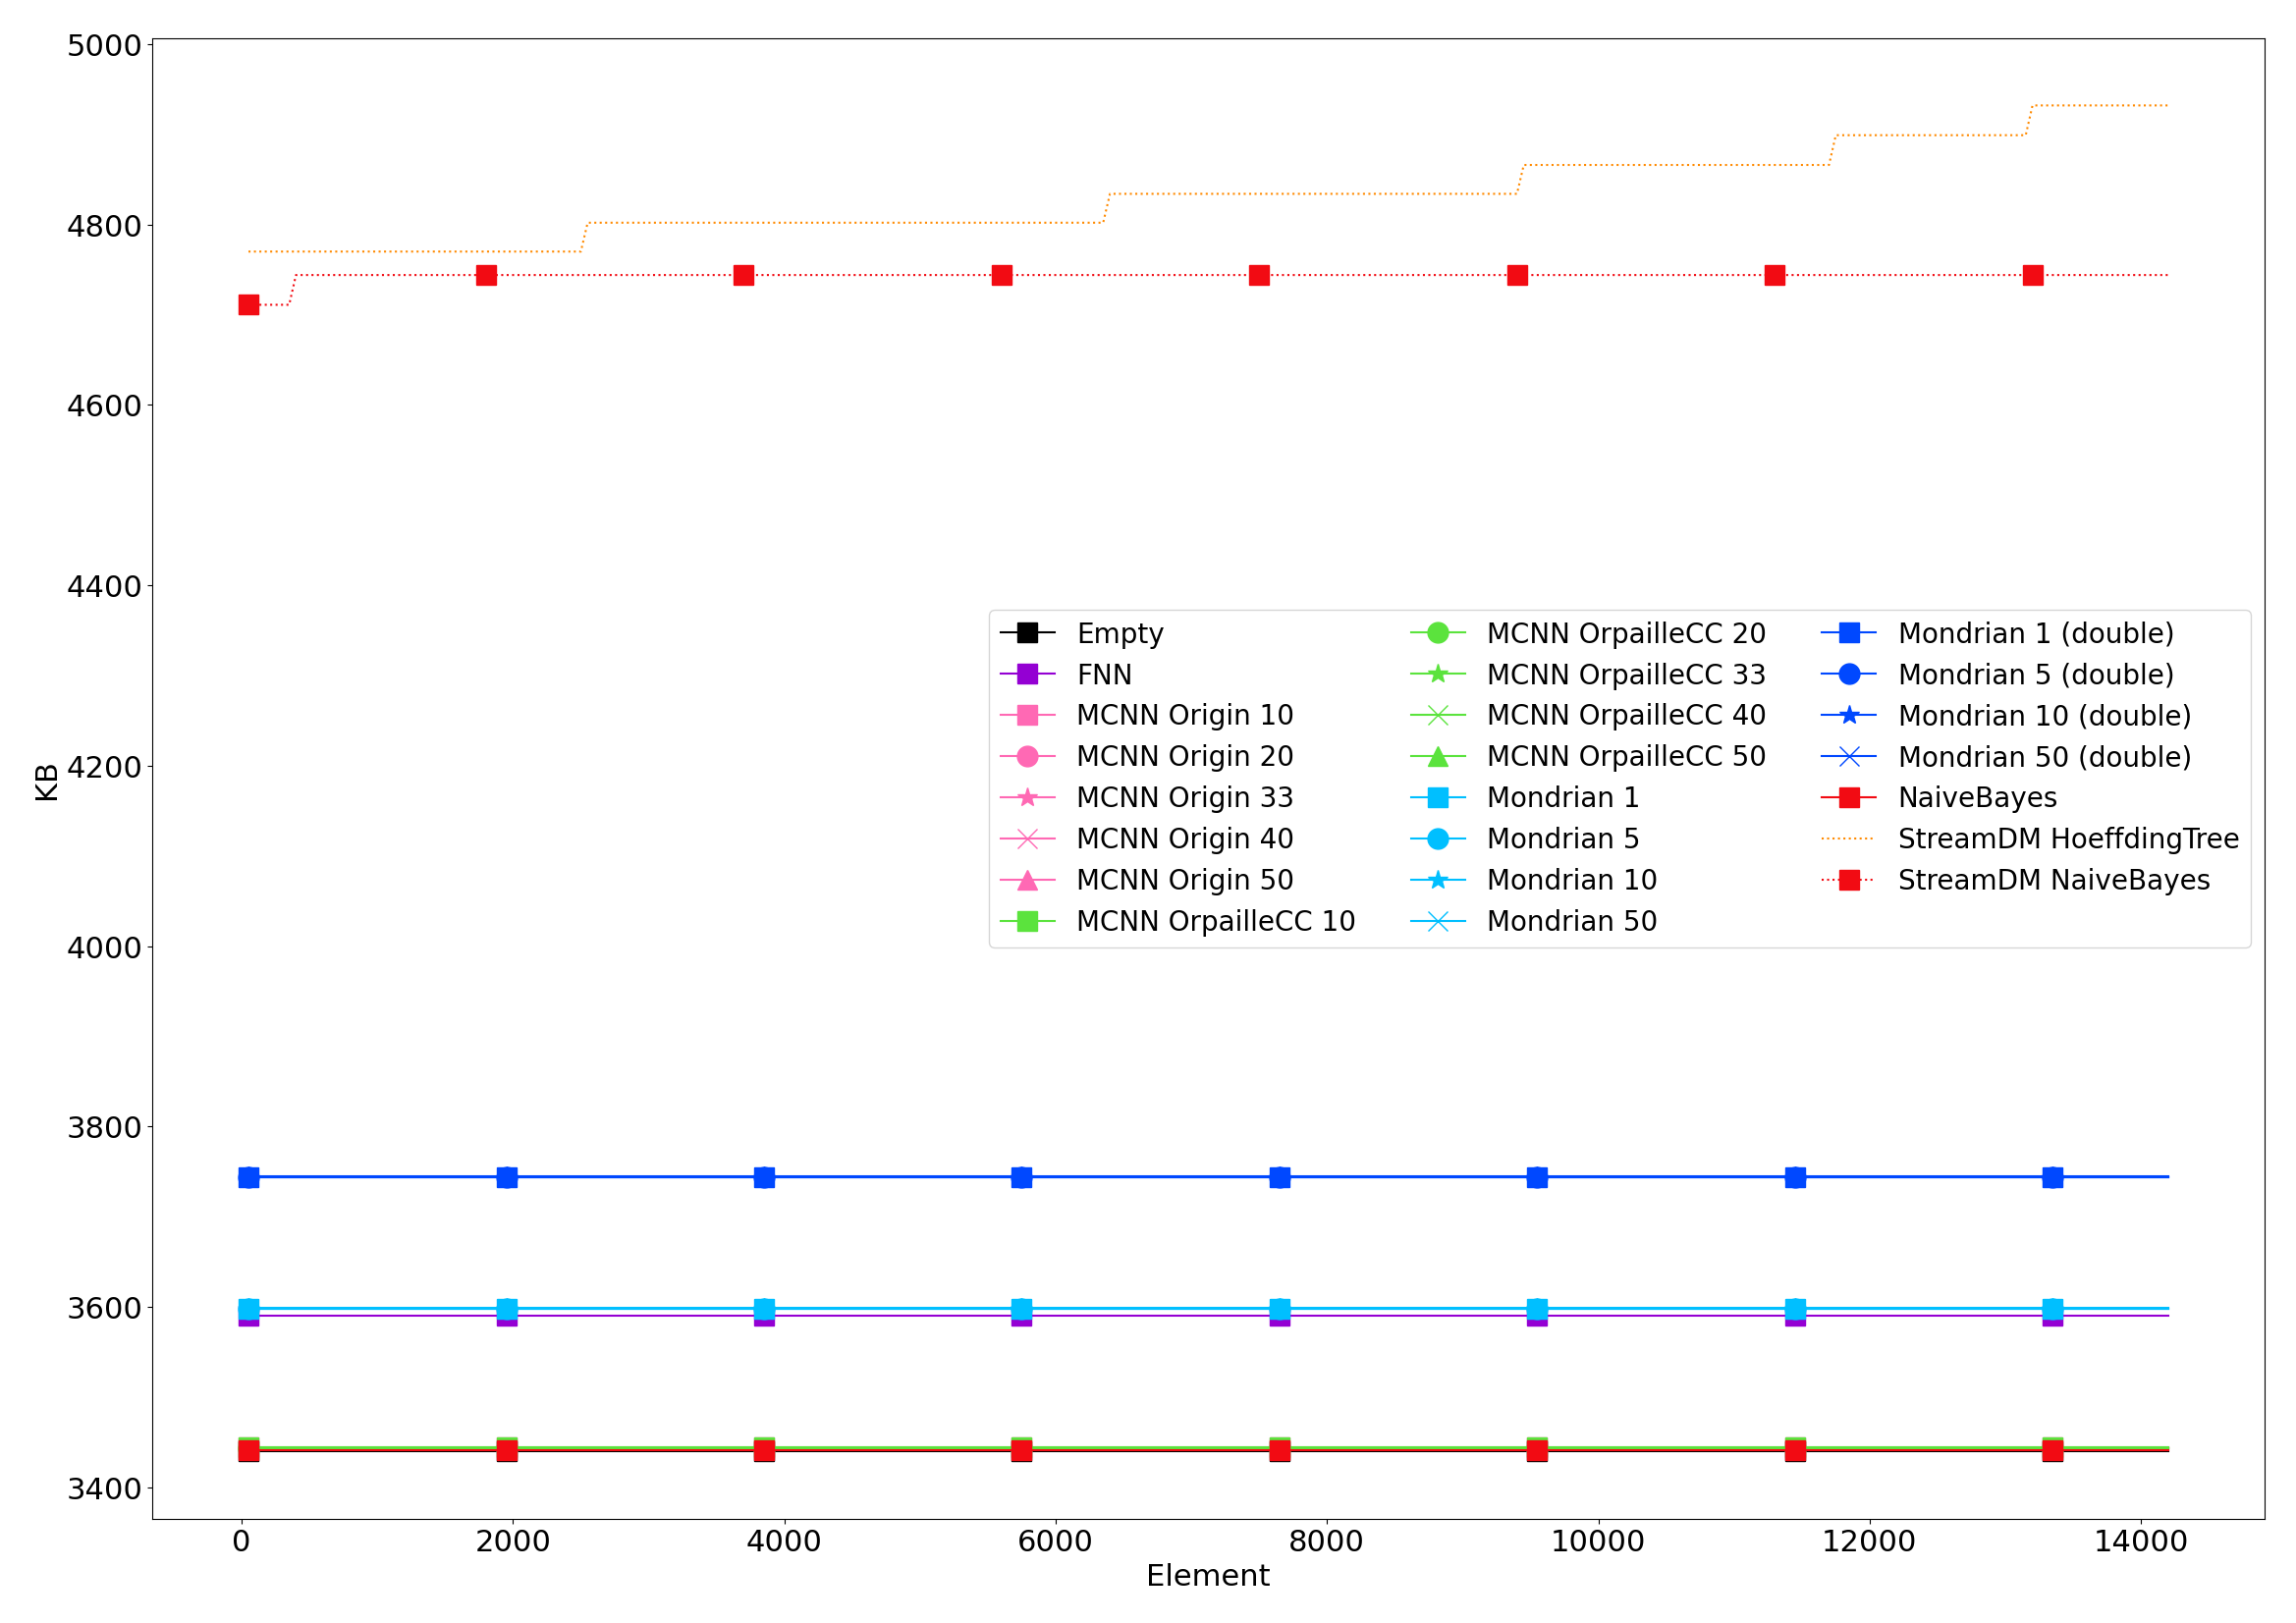 5000
4800
4600
4400
4200
4000
3800
3600
3400
KB
Empty
FNN
MCNN Origin 10
MCNN Origin 20
MCNN Origin 33
MCNN Origin 40
MCNN Origin 50
MCNN OrpailleCC 10
MCNN OrpailleCC 20
MCNN OrpailleCC 33
MCNN OrpailleCC 40
MCNN OrpailleCC 50
Mondrian 1
Mondrian 5
Mondrian 10
Mondrian 50
Mondrian 1 (double)
Mondrian 5 (double)
Mondrian 10 (double)
Mondrian 50 (double)
NaiveBayes
StreamDM HoeffdingTree
StreamDM NaiveBayes
0 2000 4000 6000 8000 10000 12000 14000
Element